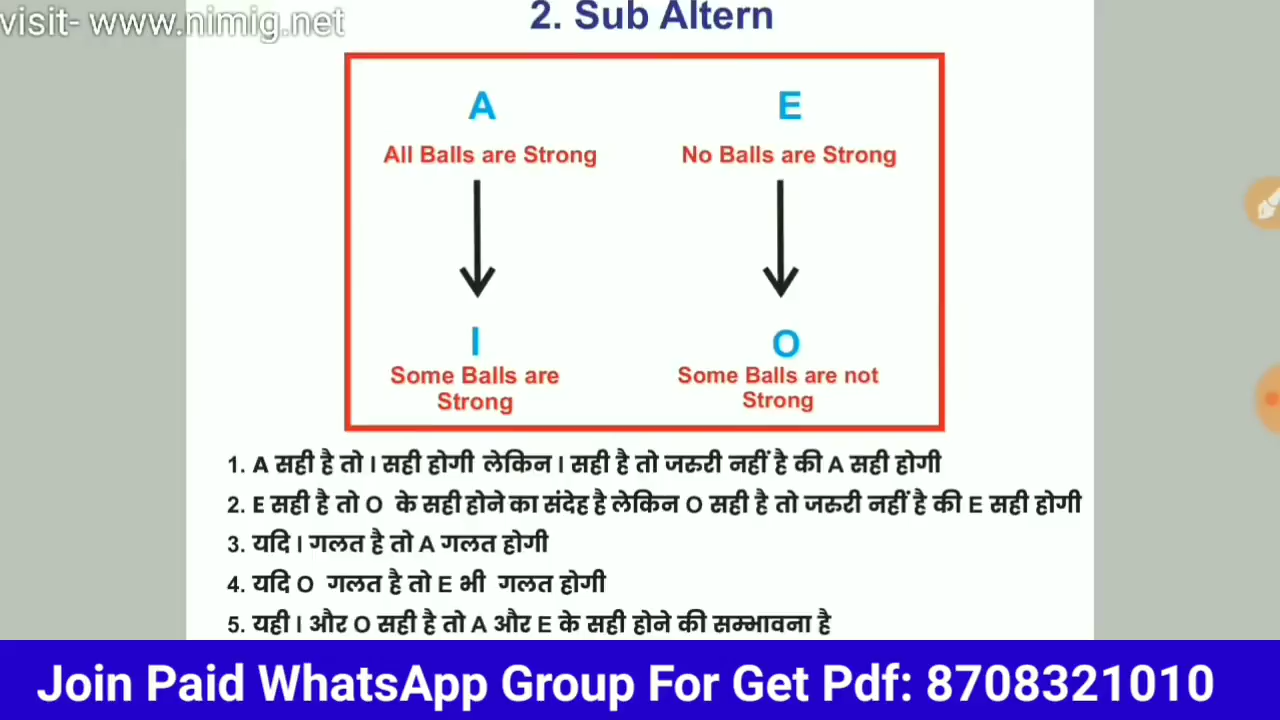 visit- www.nimig.net
2. Sub Altern
A
E
All Balls are Strong
No Balls are Strong
I
O
Some Balls are
Strong
Some Balls are not
Strong
1. A सही है तो I सही होगी लेकिन I सही है तो जरुरी नहीं है की A सही होगी
2. E सही है तो O के सही होने का संदेह है लेकिन O सही है तो जरुरी नहीं है की E सही होगी
3. यदि I गलत है तो A गलत होगी
4. यदि O गलत है तो E भी गलत होगी
5. यही I और O सही है तो A और E के सही होने की सम्भावना है
Join Paid WhatsApp Group For Get Pdf: 8708321010